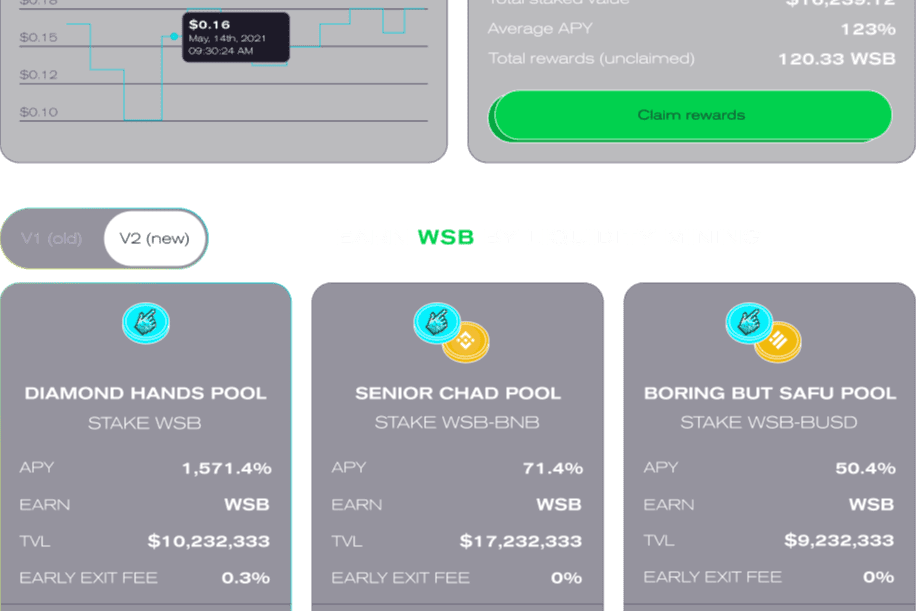 $0.18
$0.16
May, 14th, 2021
09:30:24 AM
$0.15
$0.12
$0.10
Total staked value $16,239.12
Average APY 123%
Total rewards (unclaimed) 120.33 WSB
Claim rewards
V1 (old) V2 (new)
WSB
DIAMOND HANDS POOL
STAKE WSB
APY 1,571.4%
EARN WSB
TVL $10,232,333
EARLY EXIT FEE 0.3%
SENIOR CHAD POOL
STAKE WSB-BNB
APY 71.4%
EARN WSB
TVL $17,232,333
EARLY EXIT FEE 0%
BORING BUT SAFU POOL
STAKE WSB-BUSD
APY 50.4%
EARN WSB
TVL $9,232,333
EARLY EXIT FEE 0%